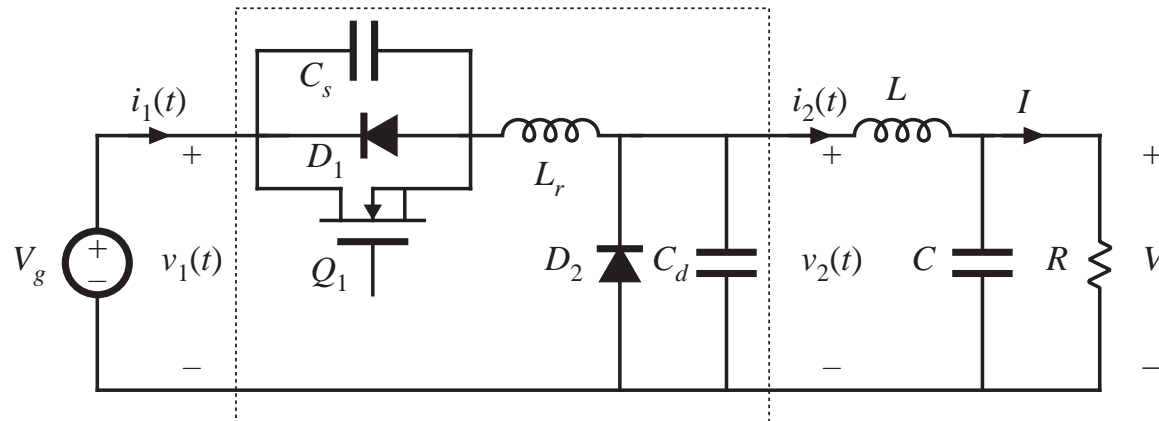 C_s
i_1(t)
i_2(t)
L
I
+
D_1
L_r
+
+
V_g
+
−
v_1(t)
Q_1
D_2
C_d
v_2(t)
C
R
V
−
−
−